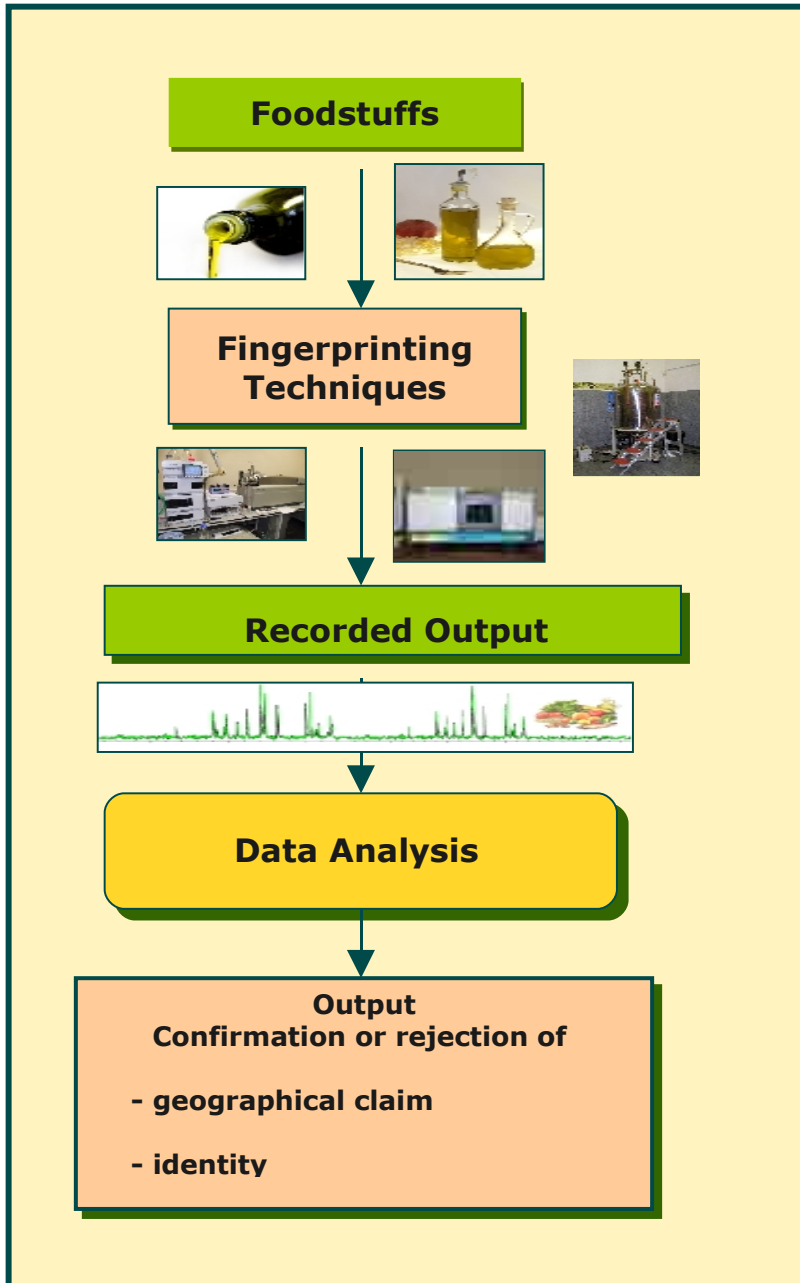 Foodstuffs
Fingerprinting
Techniques
Recorded Output
Data Analysis
Output
Confirmation or rejection of
- geographical claim
- identity